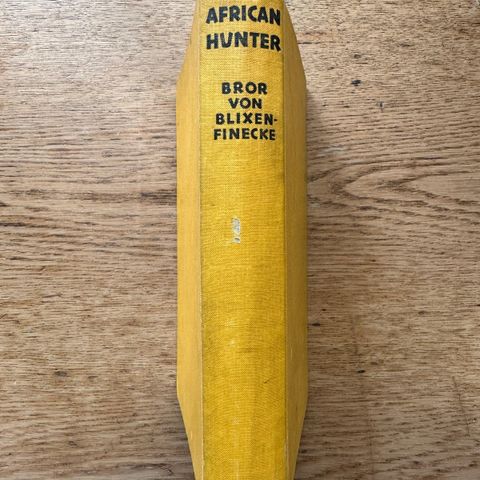 AFRICAN
HUNTER
BROR
VON
BLIXEN-
FINECKE